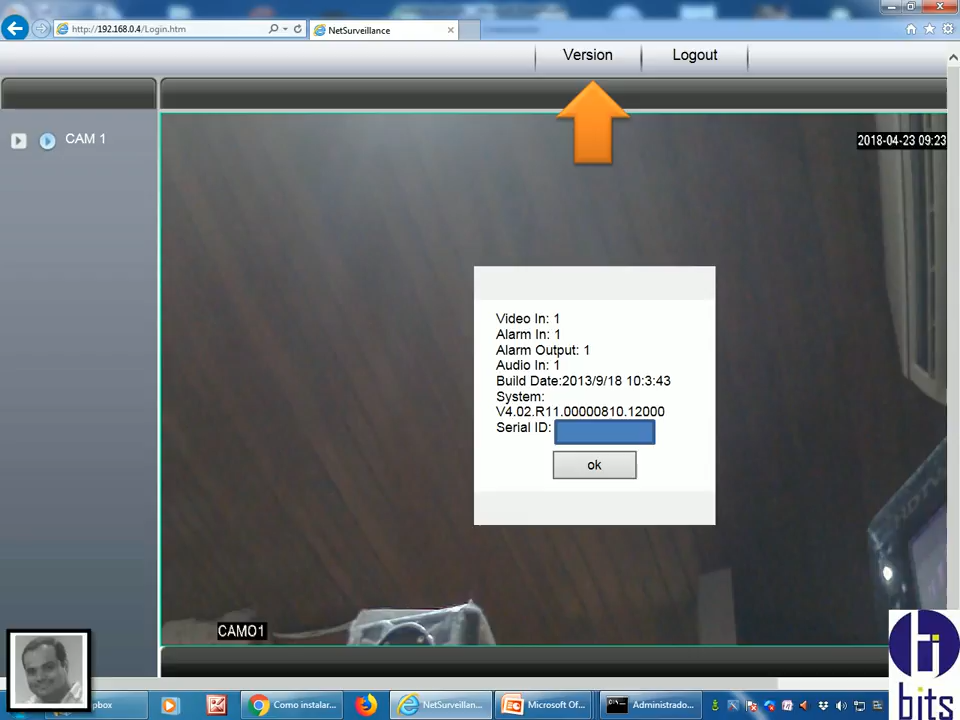 http://192.168.0.4/Login.htm
NetSurveillance
Version
Logout
CAM 1
2018-04-23 09:23
Video In: 1
Alarm In: 1
Alarm Output: 1
Audio In: 1
Build Date:2013/9/18 10:3:43
System:
V4.02.R11.00000810.12000
Serial ID:
ok
CAM01
pbox
Como instalar...
NetSurveillan...
Microsoft Of...
Administrado...
bits